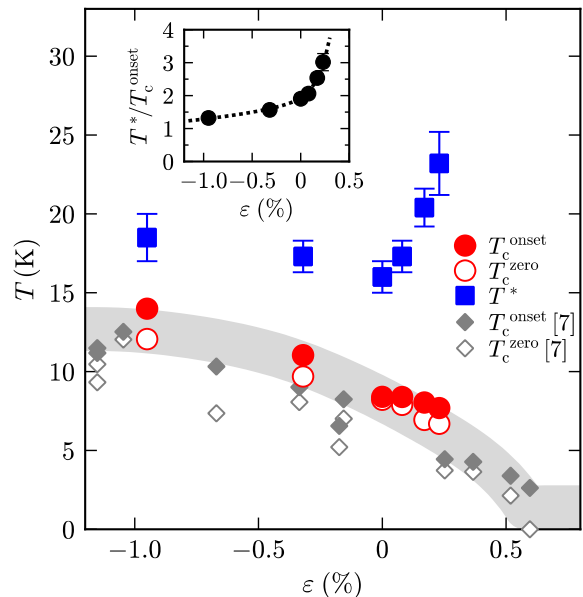 30
25
20
15
10
5
0
T (K)
−1.0
−0.5
0
0.5
ε (%)
4
3
2
1
0
T*/T_c^onset
−1.0
−0.5
0
0.5
ε (%)
T_c^onset
T_c^zero
T*
T_c^onset [7]
T_c^zero [7]